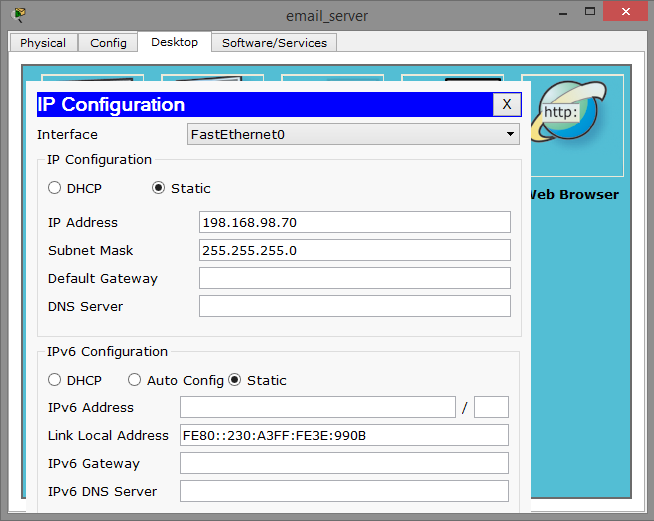 email_server
Physical
Config
Desktop
Software/Services
http:
Web Browser
IP Configuration
X
Interface
FastEthernet0
IP Configuration
DHCP
Static
IP Address
198.168.98.70
Subnet Mask
255.255.255.0
Default Gateway
DNS Server
IPv6 Configuration
DHCP
Auto Config
Static
IPv6 Address
/
Link Local Address
FE80::230:A3FF:FE3E:990B
IPv6 Gateway
IPv6 DNS Server